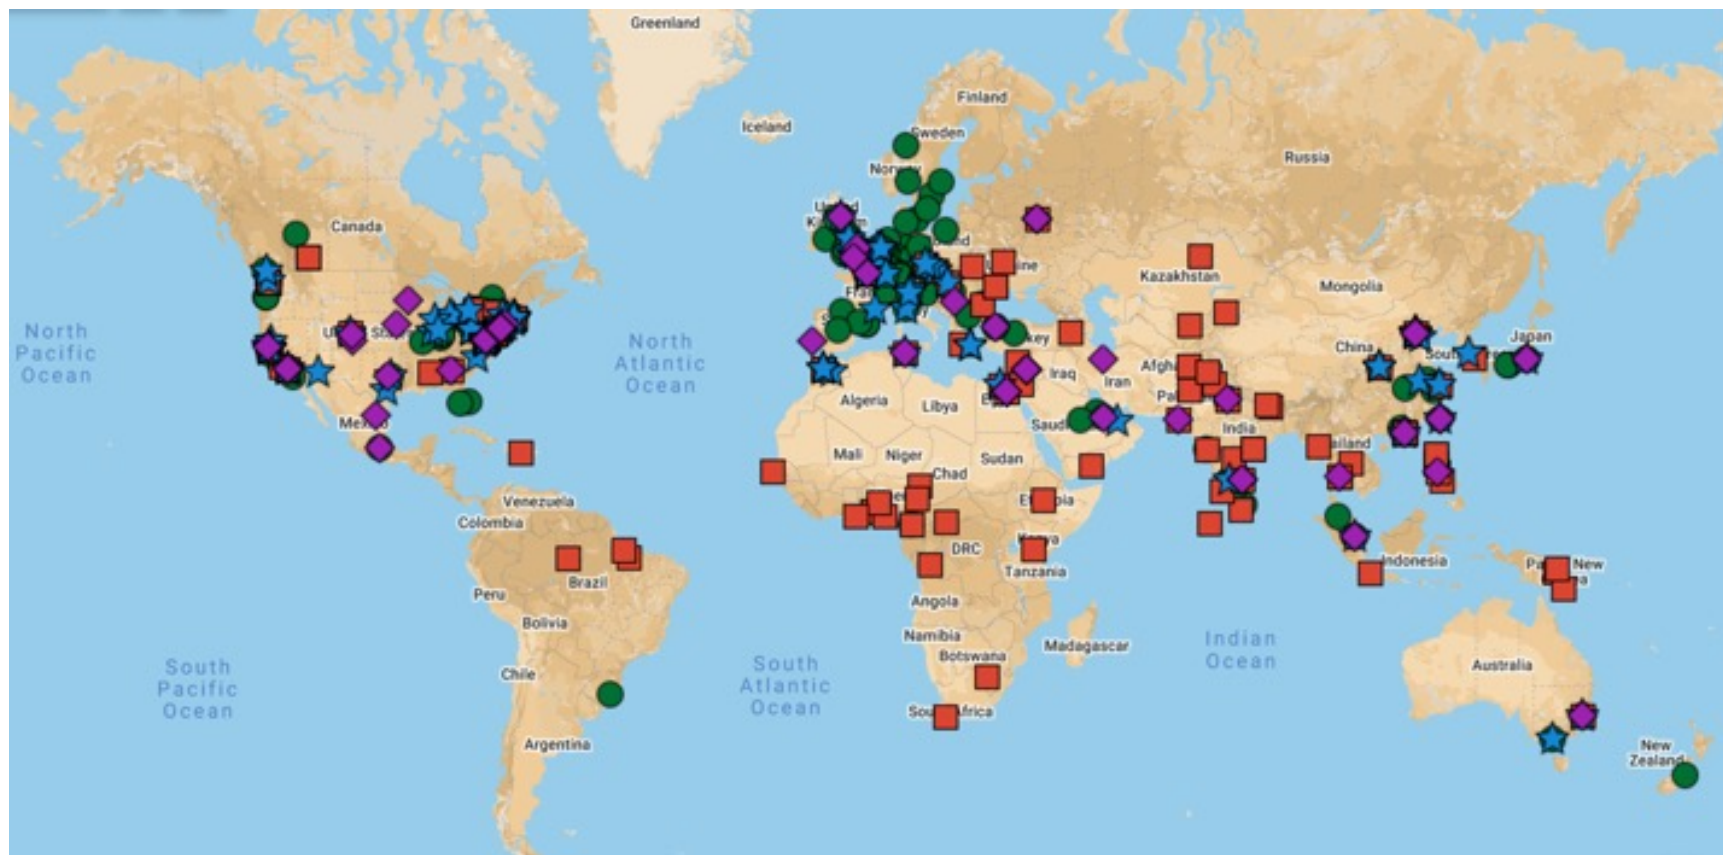 Greenland
Finland
Iceland
Sweden
Russia
Canada
Kazakhstan
Mongolia
North
Pacific
Ocean
North
Atlantic
Ocean
Japan
China
Iraq
Iran
Algeria
Libya
Mexico
India
Mali
Niger
Sudan
Chad
Venezuela
Colombia
DRC
Indonesia
Tanzania
Brazil
Peru
Angola
Bolivia
Namibia
Madagascar
Indian
Ocean
Botswana
South
Pacific
Ocean
South
Atlantic
Ocean
Australia
Chile
Argentina
New
Zealand